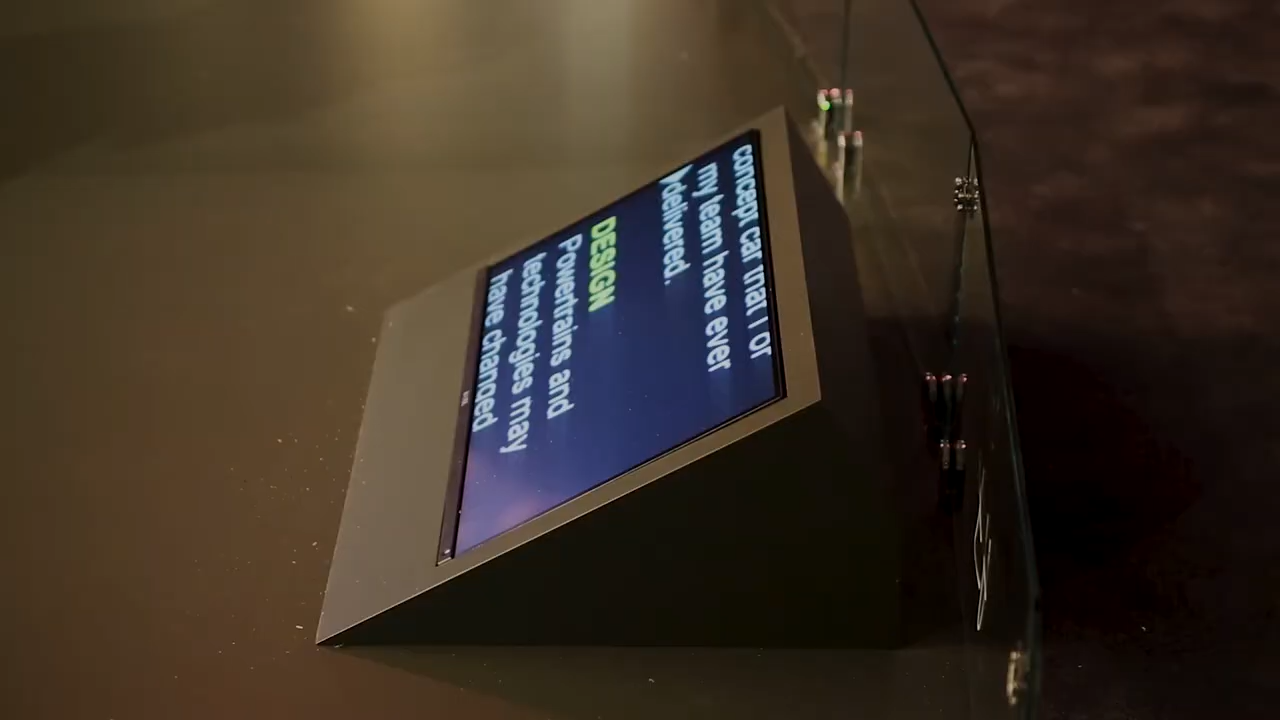 concept car that I or
my team have ever
delivered.
DESIGN
Powertrains and
technologies may
have changed